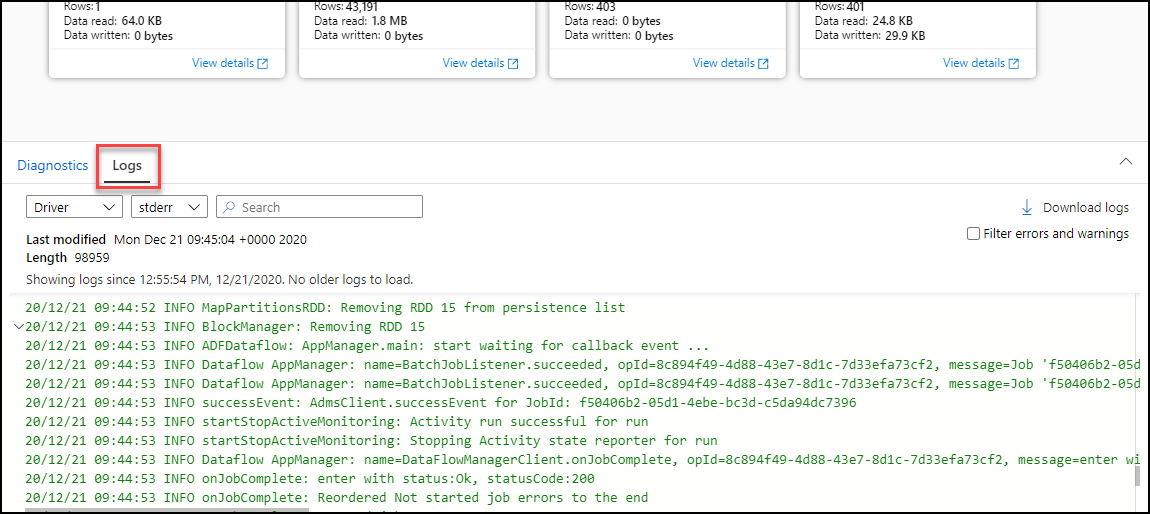 Rows:1
Data read: 64.0 KB
Data written: 0 bytes
View details
Rows:43,191
Data read: 1.8 MB
Data written: 0 bytes
View details
Rows:403
Data read: 0 bytes
Data written: 0 bytes
View details
Rows:401
Data read: 24.8 KB
Data written: 29.9 KB
View details
Diagnostics Logs
Driver stderr Search Download logs
Last modified Mon Dec 21 09:45:04 +0000 2020 Filter errors and warnings
Length 98959
Showing logs since 12:55:54 PM, 12/21/2020. No older logs to load.
20/12/21 09:44:52 INFO MapPartitionsRDD: Removing RDD 15 from persistence list
20/12/21 09:44:53 INFO BlockManager: Removing RDD 15
20/12/21 09:44:53 INFO ADFDataflow: AppManager.main: start waiting for callback event ...
20/12/21 09:44:53 INFO Dataflow AppManager: name=BatchJobListener.succeeded, opId=8c894f49-4d88-43e7-8d1c-7d33efa73cf2, message=Job 'f50406b2-05d
20/12/21 09:44:53 INFO Dataflow AppManager: name=BatchJobListener.succeeded, opId=8c894f49-4d88-43e7-8d1c-7d33efa73cf2, message=Job 'f50406b2-05d
20/12/21 09:44:53 INFO successEvent: AdmsClient.successEvent for JobId: f50406b2-05d1-4ebe-bc3d-c5da94dc7396
20/12/21 09:44:53 INFO startStopActiveMonitoring: Activity run successful for run
20/12/21 09:44:53 INFO startStopActiveMonitoring: Stopping Activity state reporter for run
20/12/21 09:44:53 INFO Dataflow AppManager: name=DataFlowManagerClient.onJobComplete, opId=8c894f49-4d88-43e7-8d1c-7d33efa73cf2, message=enter wi
20/12/21 09:44:53 INFO onJobComplete: enter with status:Ok, statusCode:200
20/12/21 09:44:53 INFO onJobComplete: Reordered Not started job errors to the end